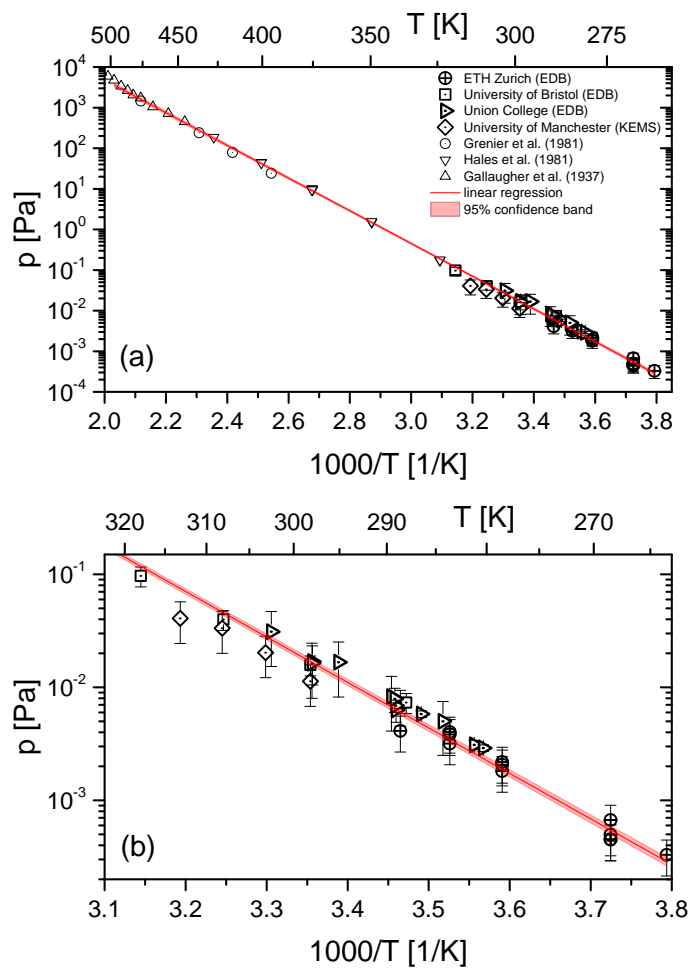 T [K]
500 450 400 350 300 275
10^4
10^3
10^2
10^1
10^0
10^-1
10^-2
10^-3
10^-4
p [Pa]
ETH Zurich (EDB)
University of Bristol (EDB)
Union College (EDB)
University of Manchester (KEMS)
Grenier et al. (1981)
Hales et al. (1981)
Gallaugher et al. (1937)
linear regression
95% confidence band
(a)
2.0 2.2 2.4 2.6 2.8 3.0 3.2 3.4 3.6 3.8
1000/T [1/K]
320 310 300 290 280 270
T [K]
10^-1
10^-2
10^-3
p [Pa]
(b)
3.1 3.2 3.3 3.4 3.5 3.6 3.7 3.8
1000/T [1/K]